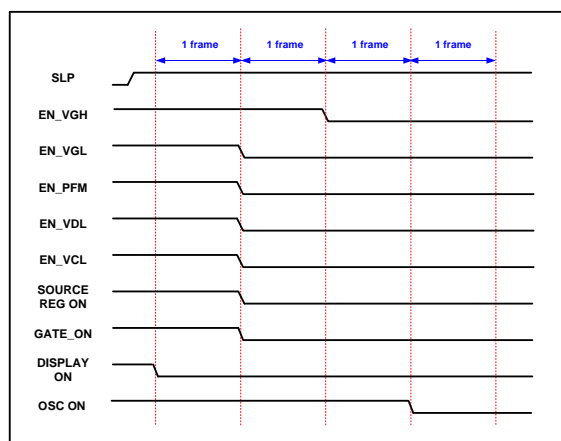 1 frame 1 frame 1 frame 1 frame
SLP
EN_VGH
EN_VGL
EN_PFM
EN_VDL
EN_VCL
SOURCE
REG ON
GATE_ON
DISPLAY
ON
OSC ON